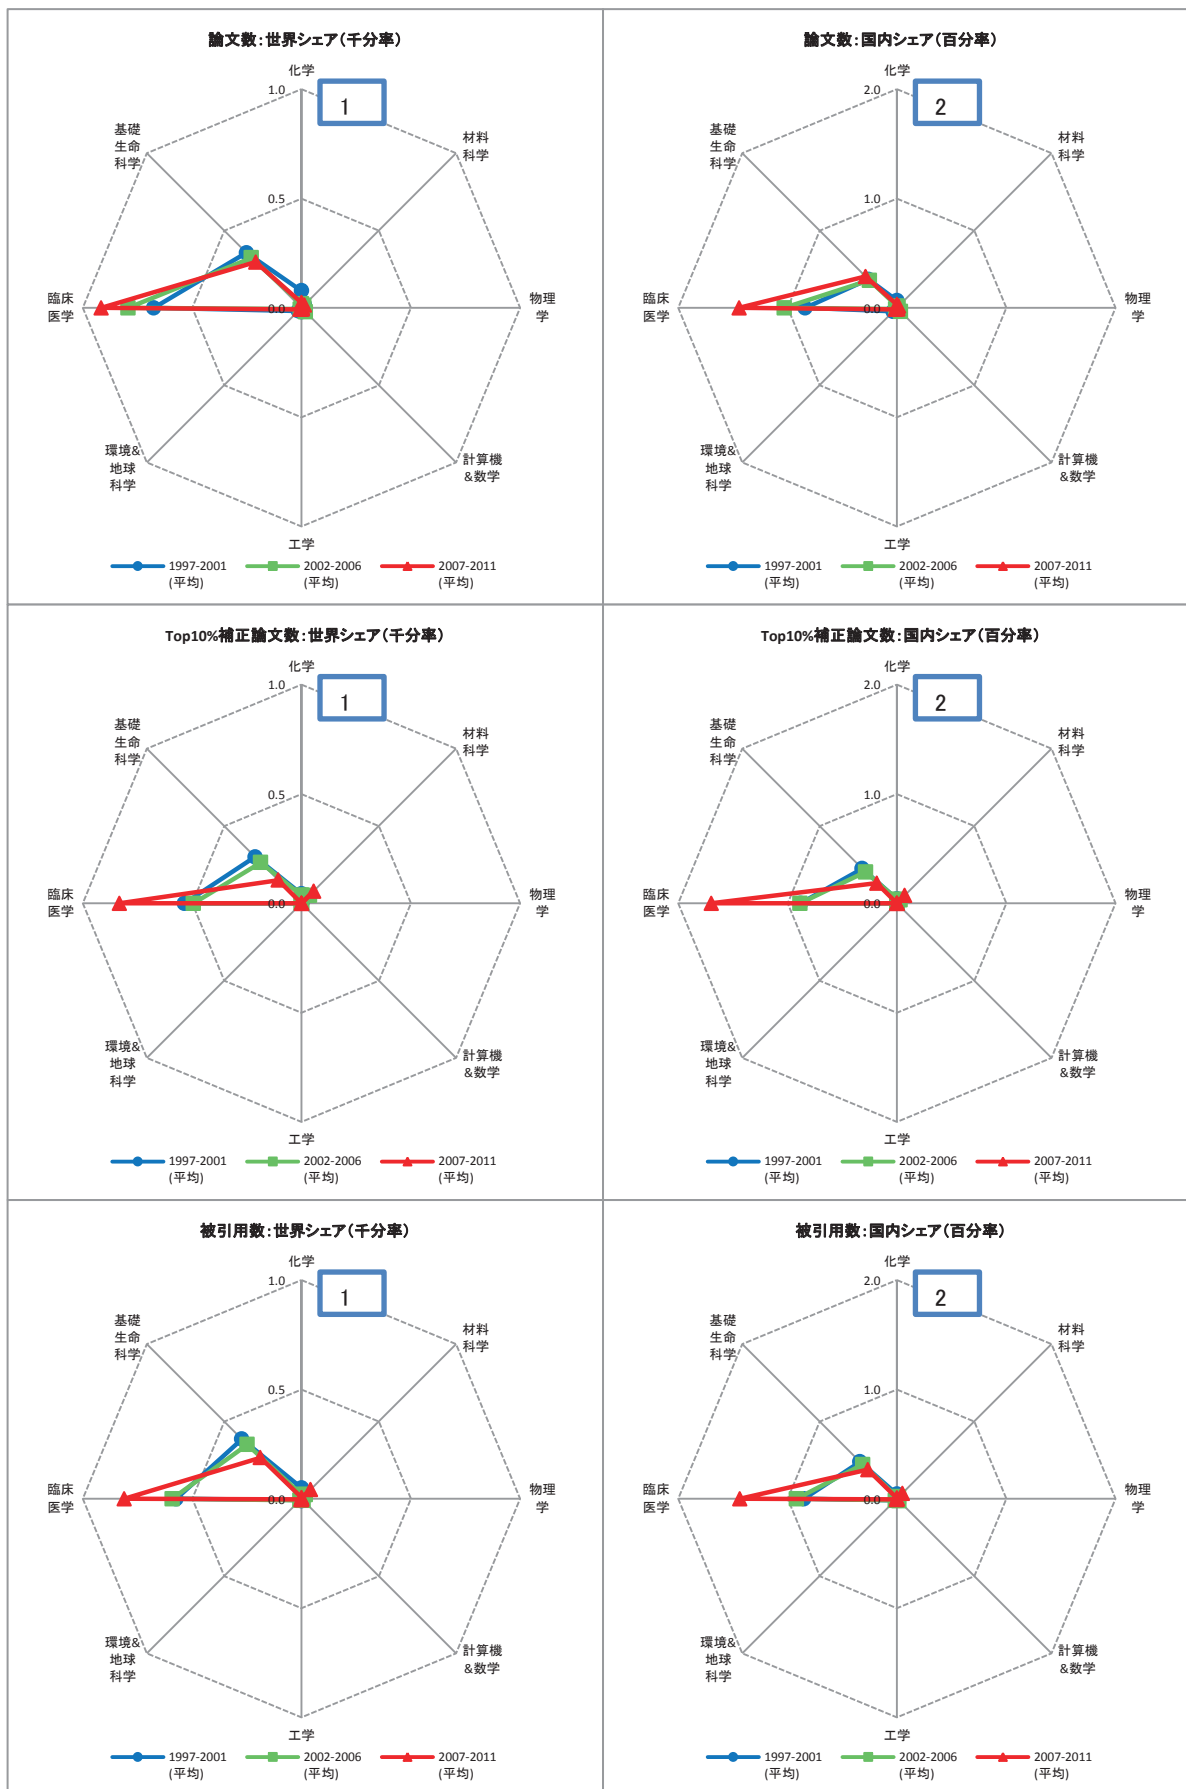 論文数：世界シェア（千分率）
化学
1.0
1
基礎
生命
科学
材料
科学
0.5
臨床
医学
0.0
物理
学
環境&
地球
科学
計算機
&数学
工学
1997-2001
(平均)
2002-2006
(平均)
2007-2011
(平均)
論文数：国内シェア（百分率）
化学
2.0
2
基礎
生命
科学
材料
科学
1.0
臨床
医学
0.0
物理
学
環境&
地球
科学
計算機
&数学
工学
1997-2001
(平均)
2002-2006
(平均)
2007-2011
(平均)
Top10%補正論文数：世界シェア（千分率）
化学
1.0
1
基礎
生命
科学
材料
科学
0.5
臨床
医学
0.0
物理
学
環境&
地球
科学
計算機
&数学
工学
1997-2001
(平均)
2002-2006
(平均)
2007-2011
(平均)
Top10%補正論文数：国内シェア（百分率）
化学
2.0
2
基礎
生命
科学
材料
科学
1.0
臨床
医学
0.0
物理
学
環境&
地球
科学
計算機
&数学
工学
1997-2001
(平均)
2002-2006
(平均)
2007-2011
(平均)
被引用数：世界シェア（千分率）
化学
1.0
1
基礎
生命
科学
材料
科学
0.5
臨床
医学
0.0
物理
学
環境&
地球
科学
計算機
&数学
工学
1997-2001
(平均)
2002-2006
(平均)
2007-2011
(平均)
被引用数：国内シェア（百分率）
化学
2.0
2
基礎
生命
科学
材料
科学
1.0
臨床
医学
0.0
物理
学
環境&
地球
科学
計算機
&数学
工学
1997-2001
(平均)
2002-2006
(平均)
2007-2011
(平均)